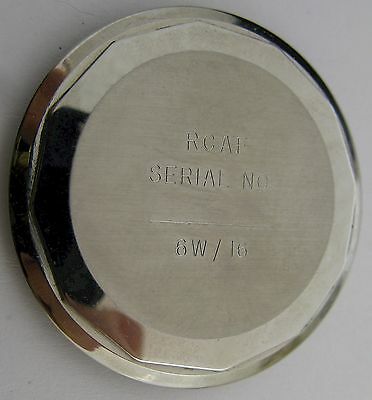 RCAF
SERIAL NO
6W/16